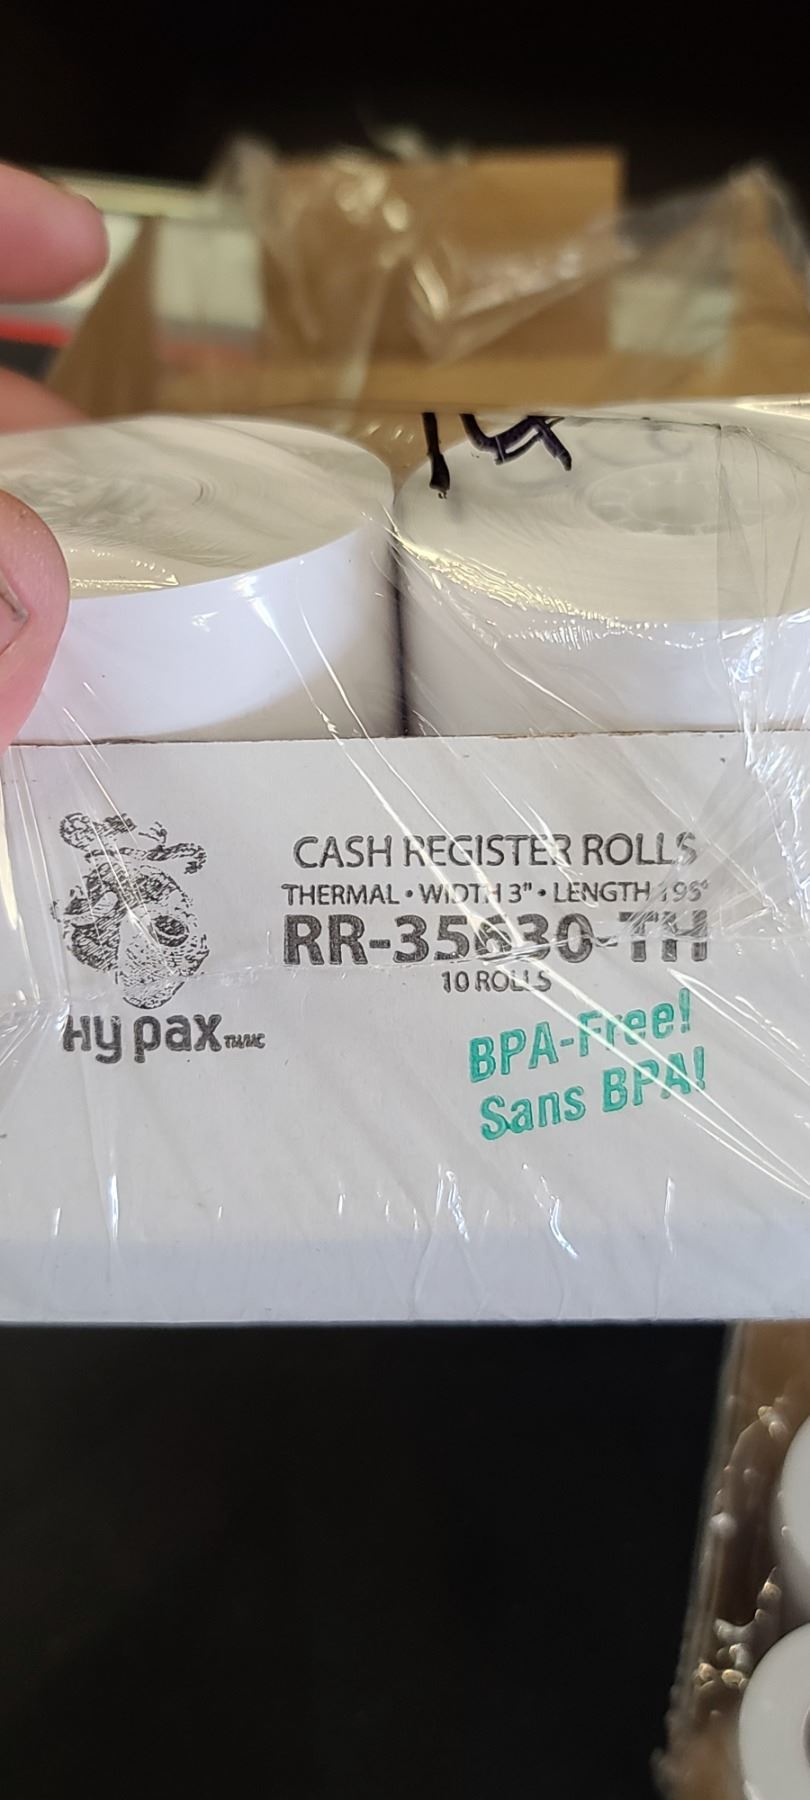 CASH REGISTER ROLLS
THERMAL • WIDTH 3" • LENGTH 195'
RR-35630-TH
10 ROLLS
Hy pax
BPA-Free!
Sans BPA!